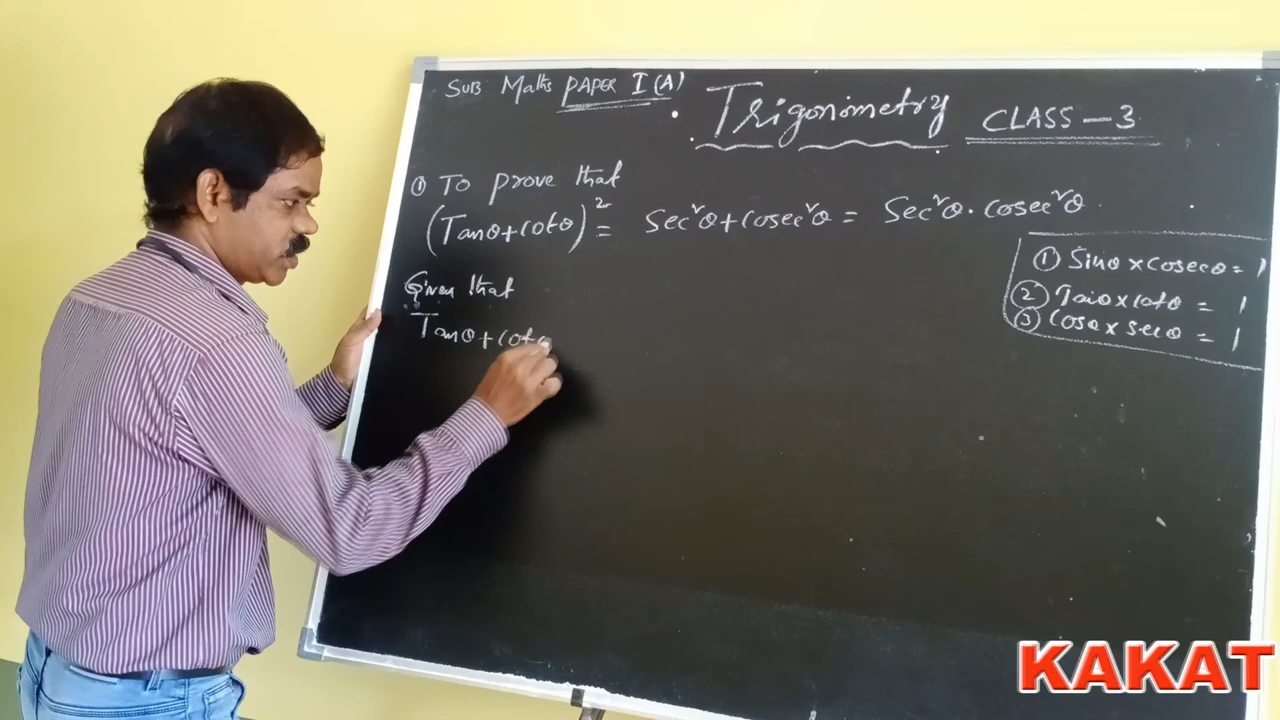 SUB Maths PAPER I (A)
Trigonometry CLASS - 3
① To prove that
(Tanθ+cotθ)² = Sec²θ+Cosec²θ = Sec²θ·Cosec²θ
Given that
Tanθ+cotθ
① Sinθ×Cosecθ=1
② Tanθ×Cotθ = 1
③ Cosθ×secθ = 1
KAKAT